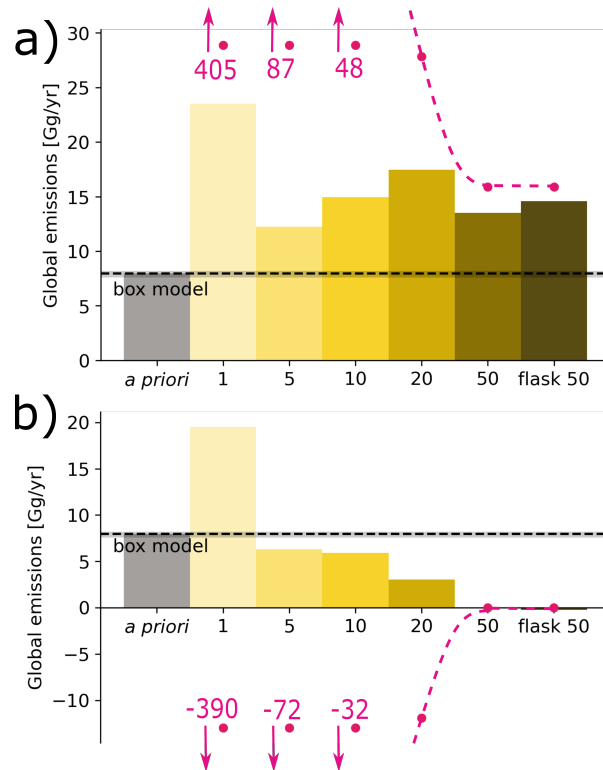 a)
Global emissions [Gg/yr]
30
25
20
15
10
5
0
405 87 48
box model
a priori 1 5 10 20 50 flask 50
b)
Global emissions [Gg/yr]
20
15
10
5
0
−5
−10
box model
a priori 1 5 10 20 50 flask 50
-390 -72 -32